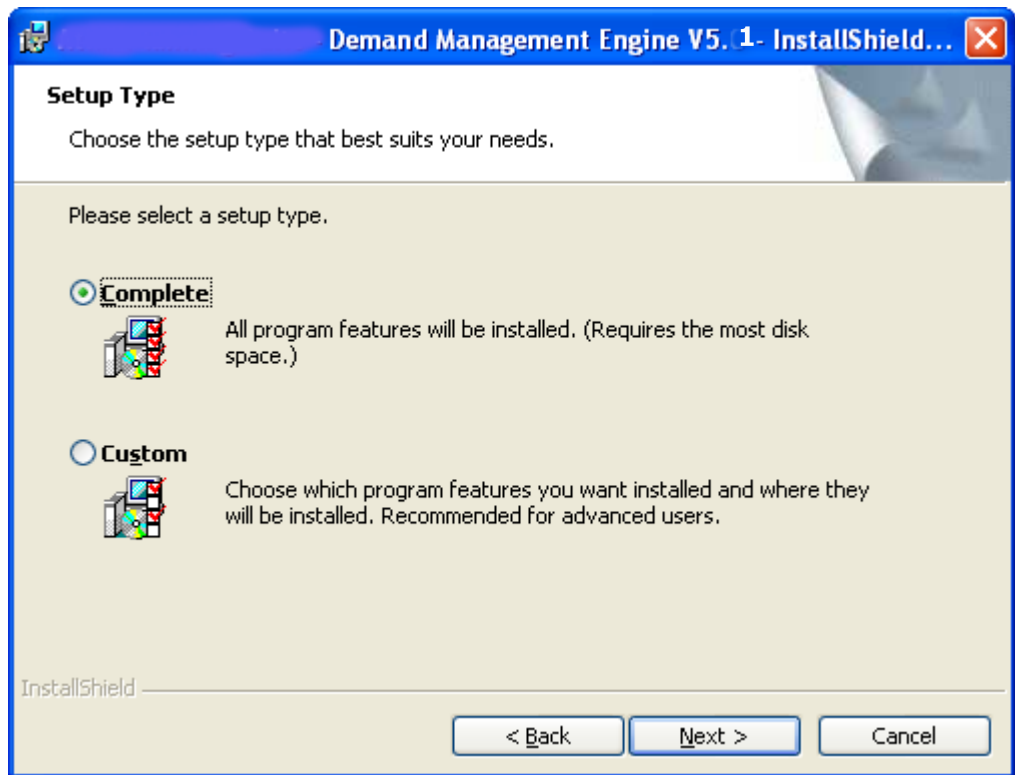 Demand Management Engine V5. 1- InstallShield...
Setup Type
Choose the setup type that best suits your needs.
Please select a setup type.
Complete
All program features will be installed. (Requires the most disk
space.)
Custom
Choose which program features you want installed and where they
will be installed. Recommended for advanced users.
InstallShield
< Back
Next >
Cancel